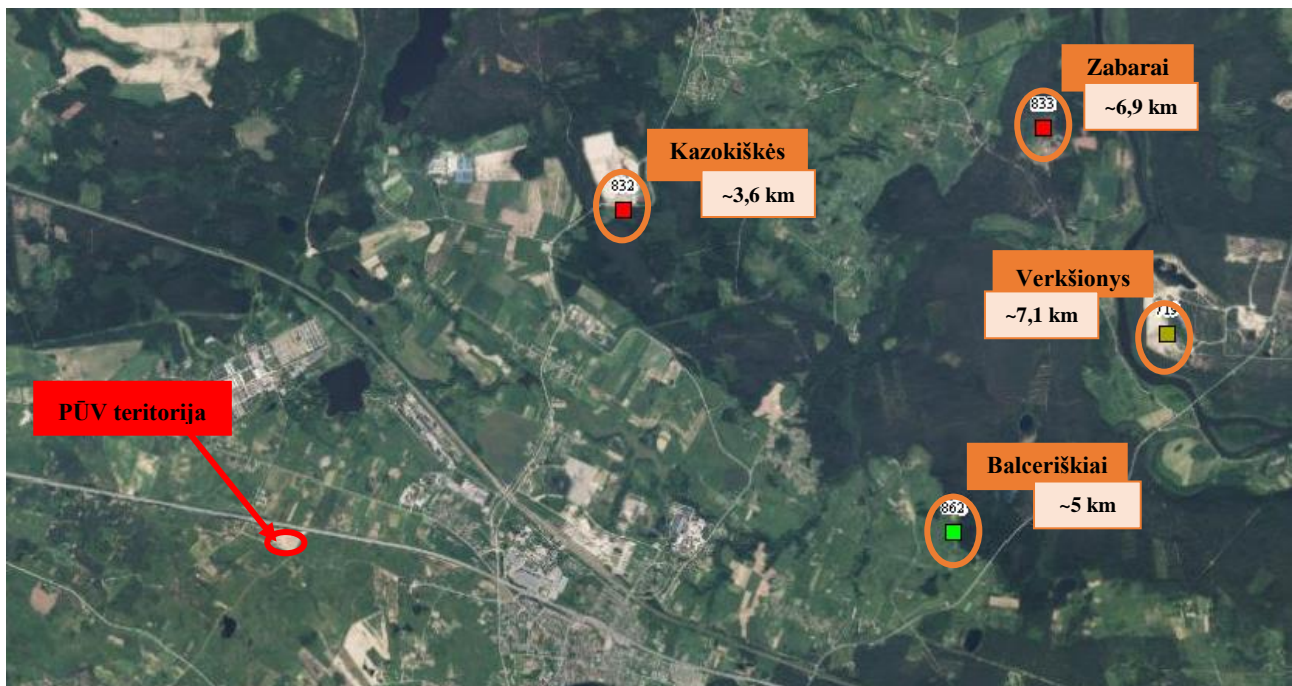 Zabarai
~6,9 km
833
Kazokiškės
~3,6 km
832
Verkšionys
~7,1 km
719
PŪV teritorija
Balceriškiai
~5 km
862